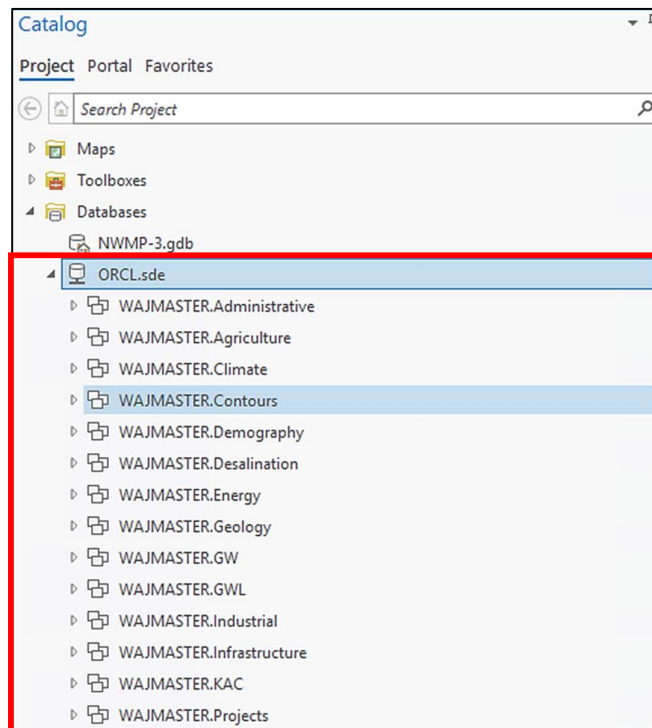 Catalog
Project Portal Favorites
Search Project
Maps
Toolboxes
Databases
NWMP-3.gdb
ORCL.sde
WAJMASTER.Administrative
WAJMASTER.Agriculture
WAJMASTER.Climate
WAJMASTER.Contours
WAJMASTER.Demography
WAJMASTER.Desalination
WAJMASTER.Energy
WAJMASTER.Geology
WAJMASTER.GW
WAJMASTER.GWL
WAJMASTER.Industrial
WAJMASTER.Infrastructure
WAJMASTER.KAC
WAJMASTER.Projects